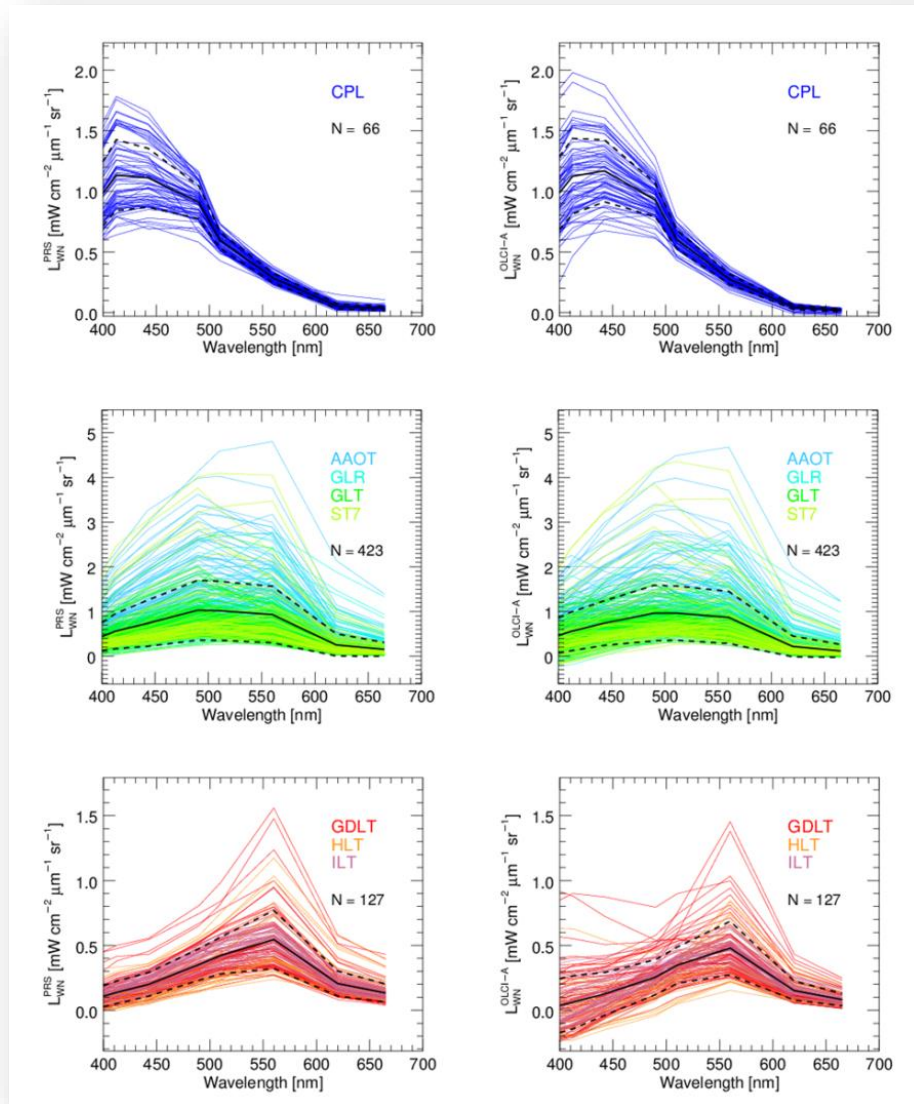 L_WN^PRS [mW cm⁻² μm⁻¹ sr⁻¹]
2.0
1.5
1.0
0.5
0.0
CPL
N = 66
400 450 500 550 600 650 700
Wavelength [nm]
L_WN^OLCI-A [mW cm⁻² μm⁻¹ sr⁻¹]
2.0
1.5
1.0
0.5
0.0
CPL
N = 66
400 450 500 550 600 650 700
Wavelength [nm]
L_WN^PRS [mW cm⁻² μm⁻¹ sr⁻¹]
5
4
3
2
1
0
AAOT
GLR
GLT
ST7
N = 423
400 450 500 550 600 650 700
Wavelength [nm]
L_WN^OLCI-A [mW cm⁻² μm⁻¹ sr⁻¹]
5
4
3
2
1
0
AAOT
GLR
GLT
ST7
N = 423
400 450 500 550 600 650 700
Wavelength [nm]
L_WN^PRS [mW cm⁻² μm⁻¹ sr⁻¹]
1.5
1.0
0.5
0.0
GDLT
HLT
ILT
N = 127
400 450 500 550 600 650 700
Wavelength [nm]
L_WN^OLCI-A [mW cm⁻² μm⁻¹ sr⁻¹]
1.5
1.0
0.5
0.0
GDLT
HLT
ILT
N = 127
400 450 500 550 600 650 700
Wavelength [nm]